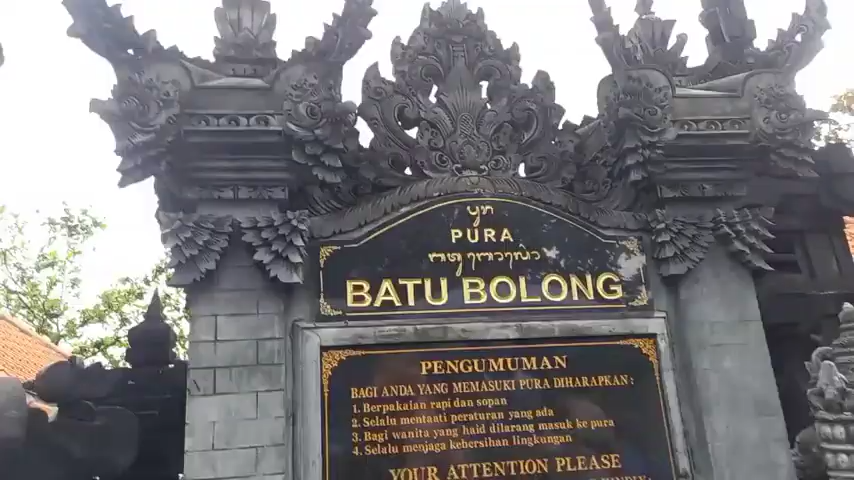 PURA
BATU BOLONG
PENGUMUMAN
BAGI ANDA YANG MEMASUKI PURA DIHARAPKAN :
1. Berpakaian rapi dan sopan
2. Selalu mentaati peraturan yang ada
3. Bagi wanita yang haid dilarang masuk ke pura
4. Selalu menjaga kebersihan lingkungan
YOUR ATTENTION PLEASE